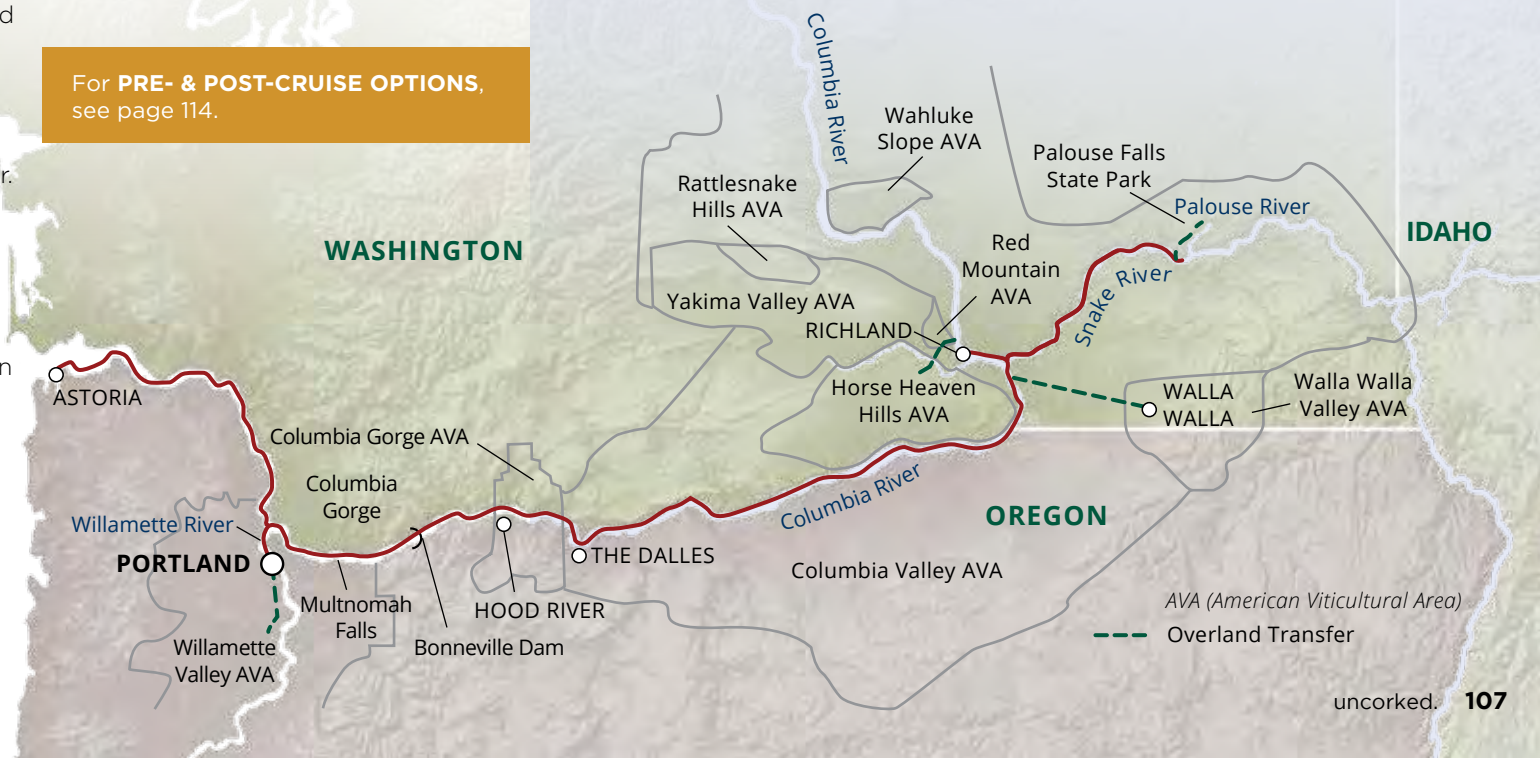 d
For PRE- & POST-CRUISE OPTIONS,
see page 114.
r.
n
Columbia River
Wahluke
Slope AVA
Palouse Falls
State Park
Rattlesnake
Hills AVA
Palouse River
IDAHO
WASHINGTON
Red
Mountain
AVA
Snake River
Yakima Valley AVA
RICHLAND
ASTORIA
Horse Heaven
Hills AVA
WALLA
WALLA
Walla Walla
Valley AVA
Columbia Gorge AVA
Columbia
Gorge
Columbia River
OREGON
Willamette River
PORTLAND
THE DALLES
Columbia Valley AVA
Multnomah
Falls
HOOD RIVER
Bonneville Dam
Willamette
Valley AVA
AVA (American Viticultural Area)
Overland Transfer
uncorked. 107